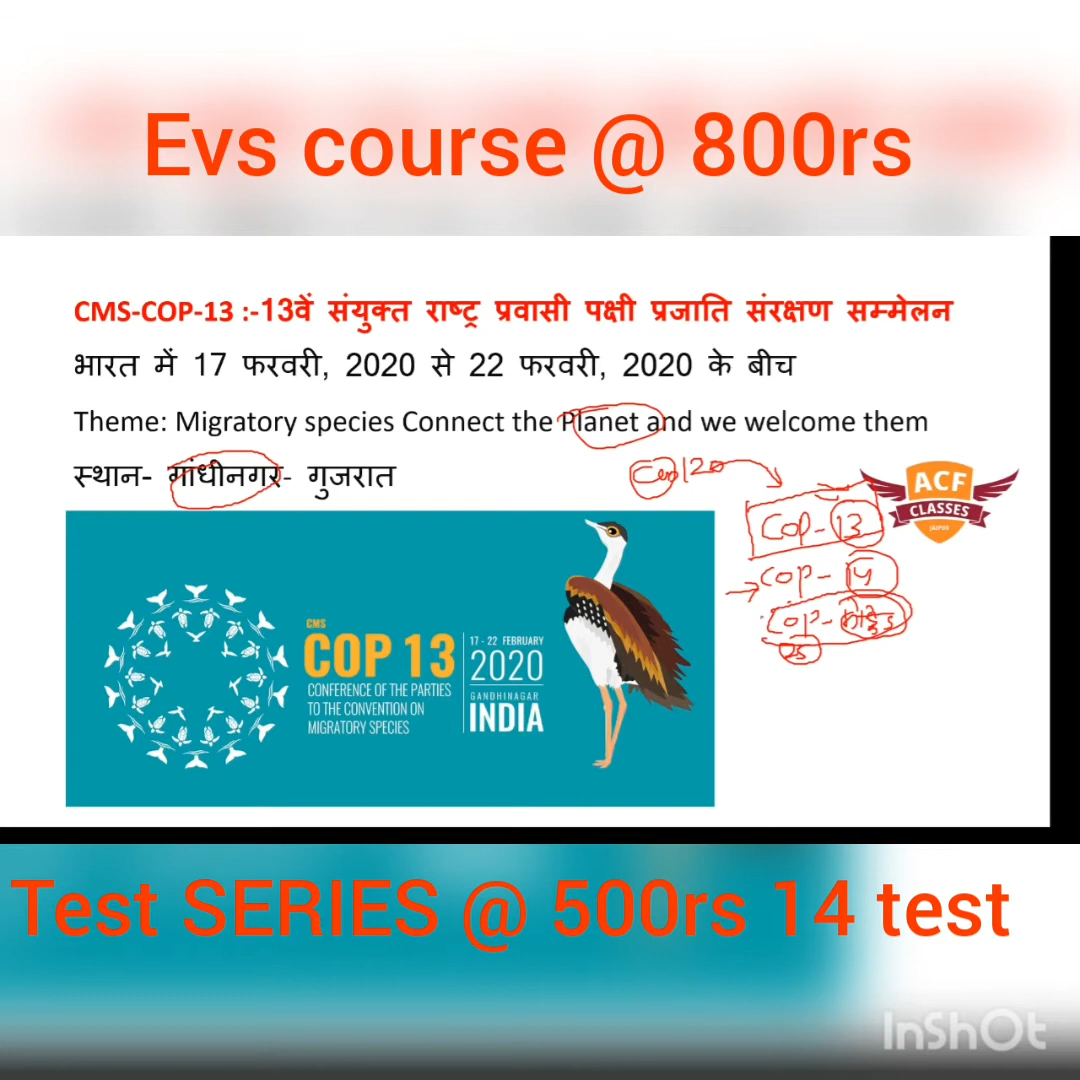 Evs course @ 800rs
CMS-COP-13 :-13वें संयुक्त राष्ट्र प्रवासी पक्षी प्रजाति संरक्षण सम्मेलन
भारत में 17 फरवरी, 2020 से 22 फरवरी, 2020 के बीच
Theme: Migratory species Connect the Planet and we welcome them
स्थान- गांधीनगर- गुजरात
ACF
CLASSES
JAIPUR
COP-13
COP-
COP-
25
CMS
COP 13
CONFERENCE OF THE PARTIES
TO THE CONVENTION ON
MIGRATORY SPECIES
17 - 22 FEBRUARY
2020
GANDHINAGAR
INDIA
Test SERIES @ 500rs 14 test
InShOt